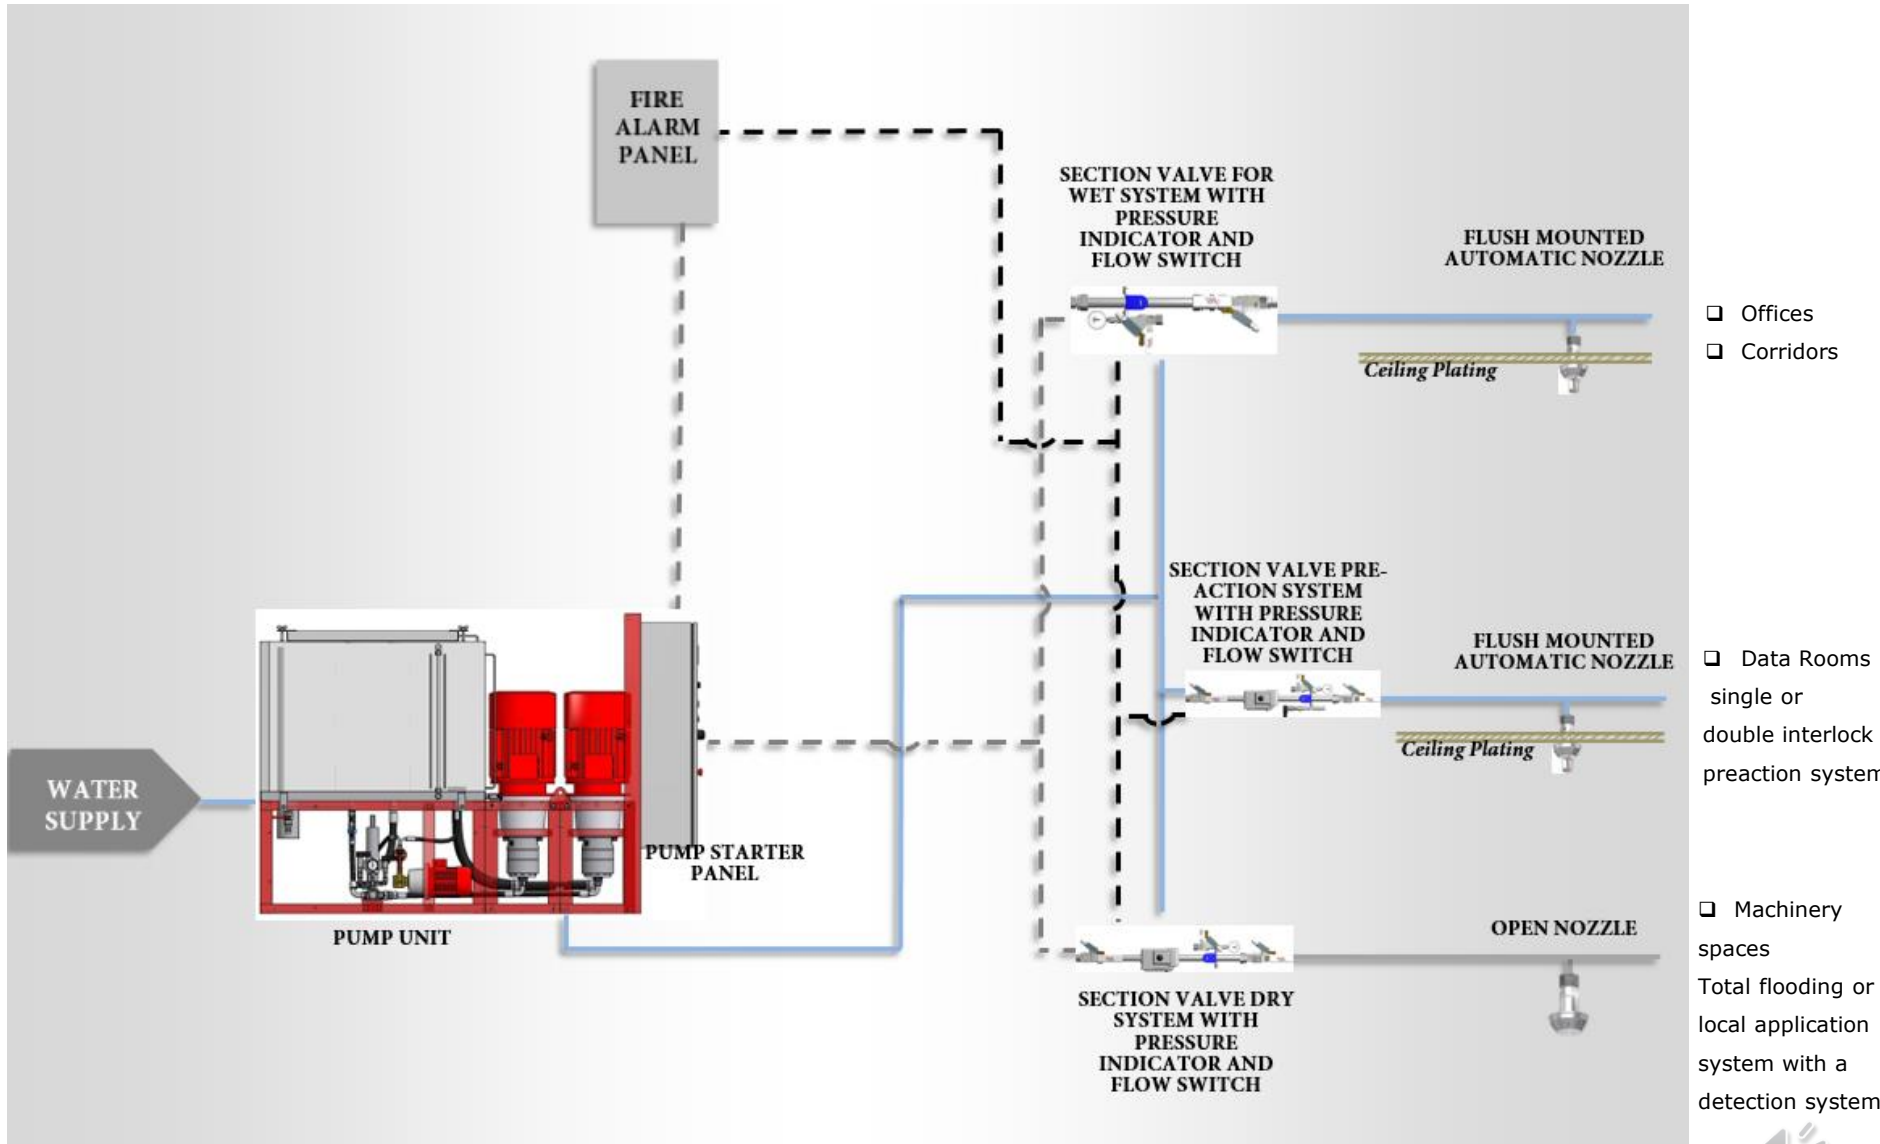 FIRE
ALARM
PANEL
SECTION VALVE FOR
WET SYSTEM WITH
PRESSURE
INDICATOR AND
FLOW SWITCH
FLUSH MOUNTED
AUTOMATIC NOZZLE
❑ Offices
❑ Corridors
Ceiling Plating
SECTION VALVE PRE-
ACTION SYSTEM
WITH PRESSURE
INDICATOR AND
FLOW SWITCH
FLUSH MOUNTED
AUTOMATIC NOZZLE
❑ Data Rooms
single or
double interlock
preaction system
Ceiling Plating
WATER
SUPPLY
PUMP STARTER
PANEL
PUMP UNIT
OPEN NOZZLE
❑ Machinery
spaces
Total flooding or
local application
system with a
detection system
SECTION VALVE DRY
SYSTEM WITH
PRESSURE
INDICATOR AND
FLOW SWITCH